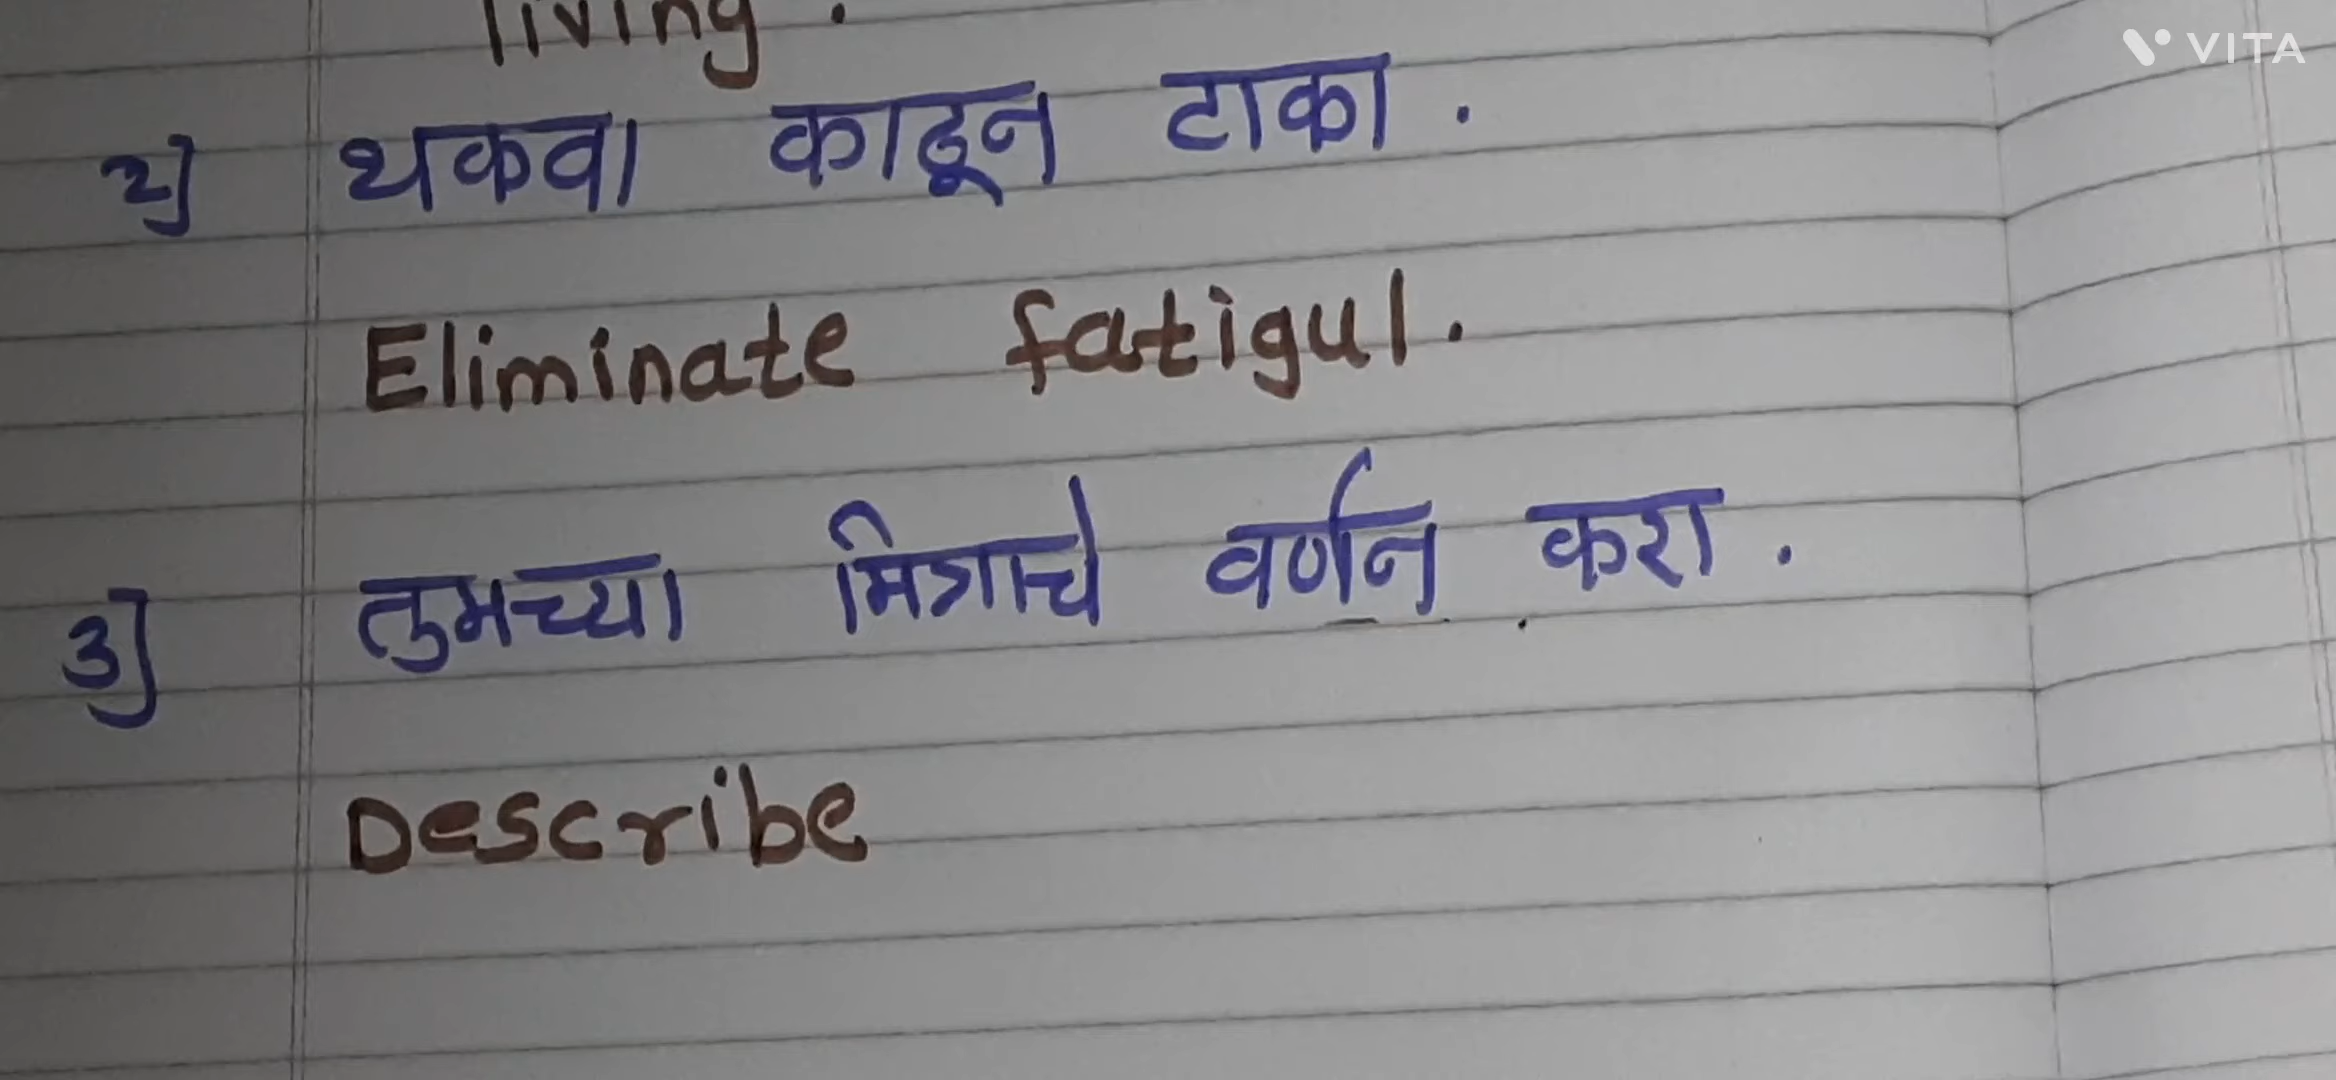 living.
VITA
२] थकवा काढून टाका.
Eliminate fatigul.
३] तुमच्या मित्राचे वर्णन करा.
Describe